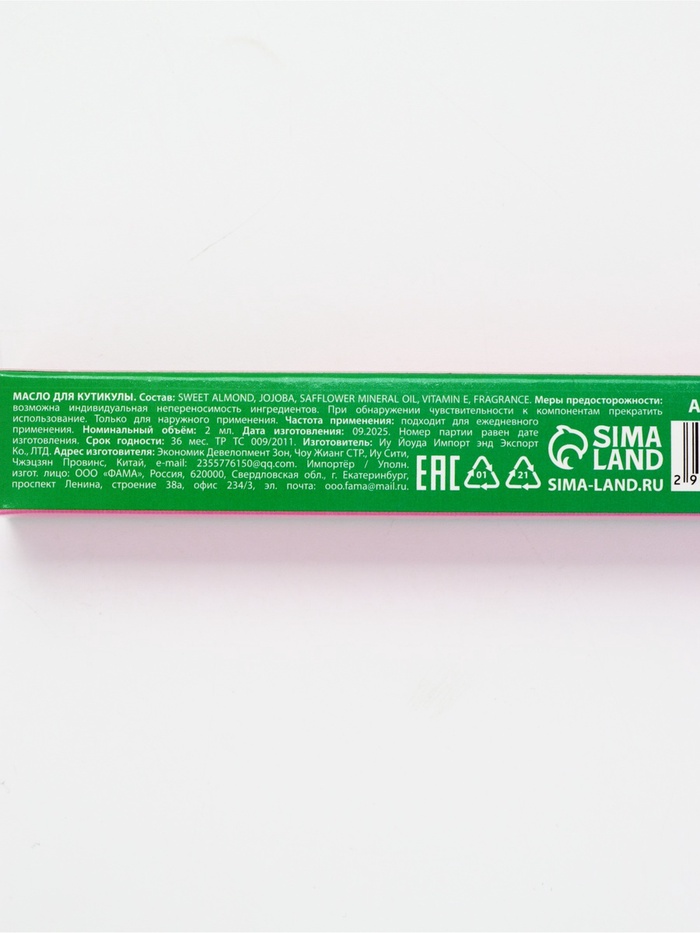 МАСЛО ДЛЯ КУТИКУЛЫ. Состав: SWEET ALMOND, JOJOBA, SAFFLOWER MINERAL OIL, VITAMIN E, FRAGRANCE. Меры предосторожности:
возможна индивидуальная непереносимость ингредиентов. При обнаружении чувствительности к компонентам прекратить
использование. Только для наружного применения. Частота применения: подходит для ежедневного
применения. Номинальный объём: 2 мл. Дата изготовления: 09.2025. Номер партии равен дате
изготовления. Срок годности: 36 мес. ТР ТС 009/2011. Изготовитель: Иу Йоуда Импорт энд Экспорт
Ко., ЛТД. Адрес изготовителя: Экономик Девелопмент Зон, Чоу Жианг СТР., Иу Сити,
Чжэцзян Провинс, Китай, e-mail: 2355776150@qq.com. Импортёр / Уполн.
изгот. лицо: ООО «ФАМА», Россия, 620000, Свердловская обл., г. Екатеринбург,
проспект Ленина, строение 38а, офис 234/3, эл. почта: ooo.fama@mail.ru.
EAC
01
21
SIMA
LAND
SIMA-LAND.RU
А
2 9